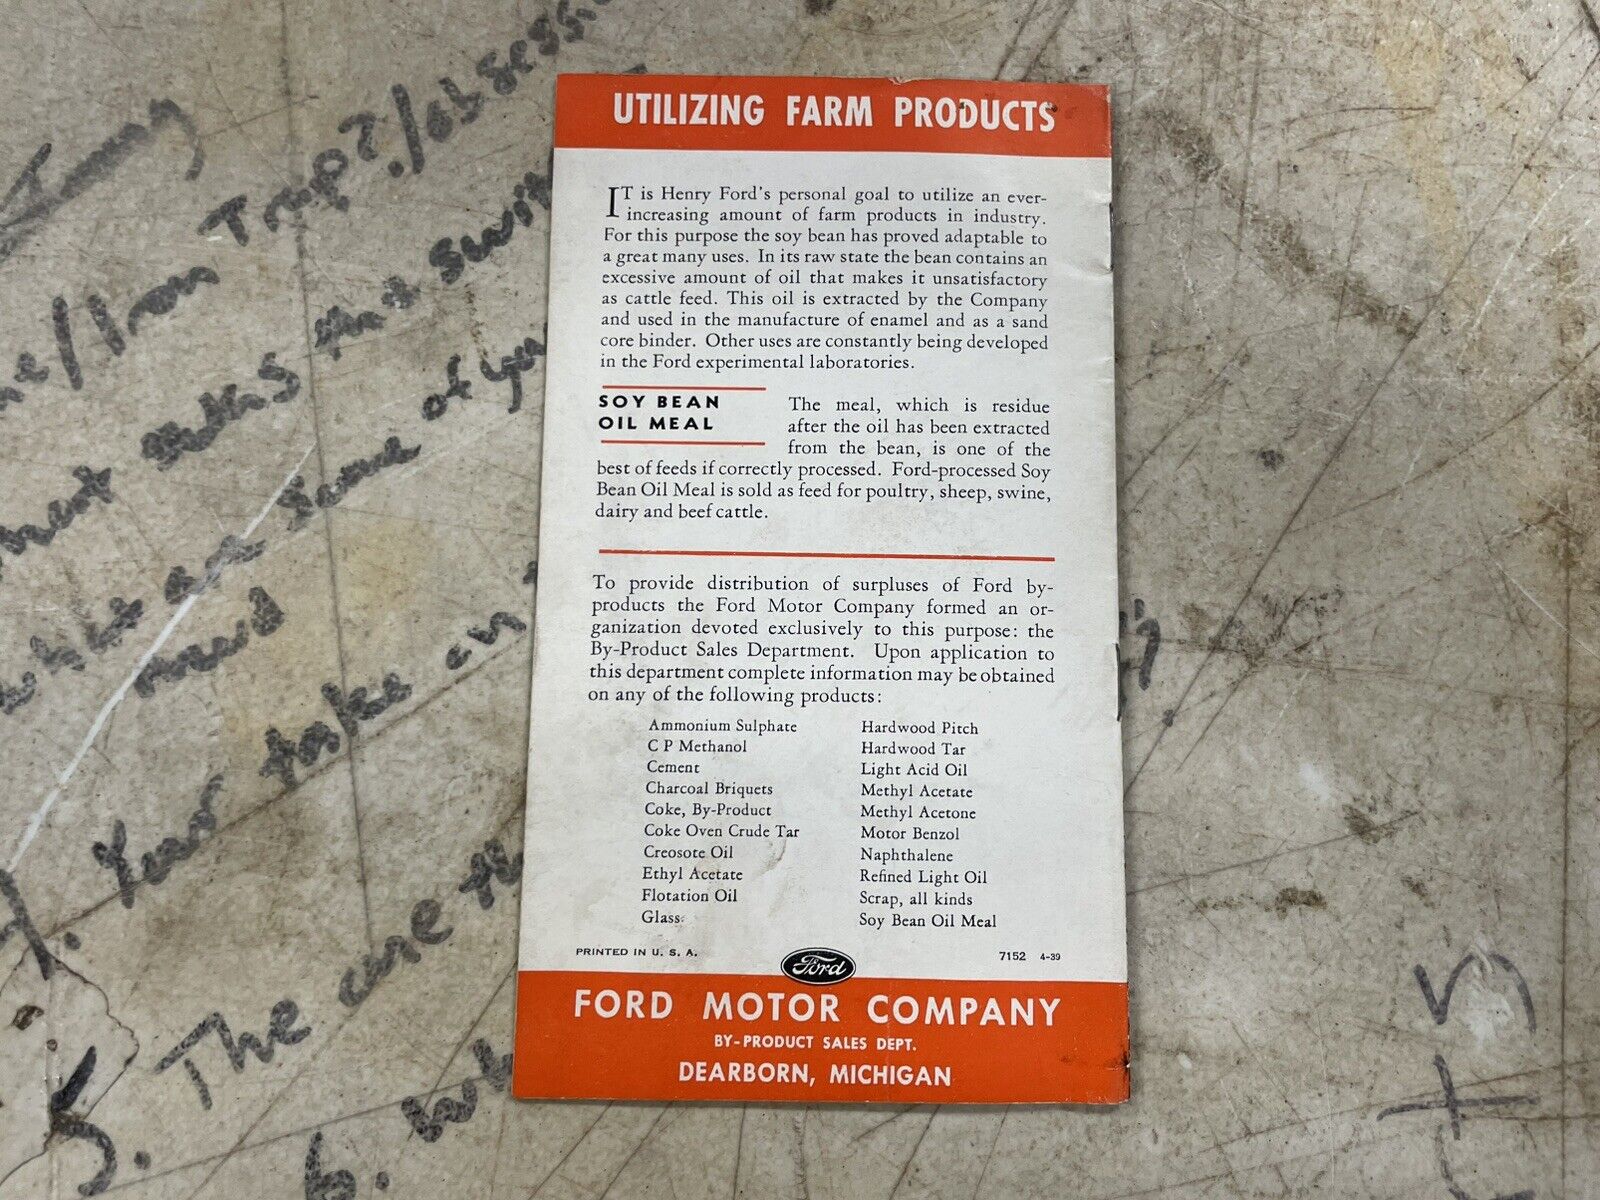 UTILIZING FARM PRODUCTS
IT is Henry Ford's personal goal to utilize an ever-
increasing amount of farm products in industry.
For this purpose the soy bean has proved adaptable to
a great many uses. In its raw state the bean contains an
excessive amount of oil that makes it unsatisfactory
as cattle feed. This oil is extracted by the Company
and used in the manufacture of enamel and as a sand
core binder. Other uses are constantly being developed
in the Ford experimental laboratories.
SOY BEAN
OIL MEAL
The meal, which is residue
after the oil has been extracted
from the bean, is one of the
best of feeds if correctly processed. Ford-processed Soy
Bean Oil Meal is sold as feed for poultry, sheep, swine,
dairy and beef cattle.
To provide distribution of surpluses of Ford by-
products the Ford Motor Company formed an or-
ganization devoted exclusively to this purpose: the
By-Product Sales Department. Upon application to
this department complete information may be obtained
on any of the following products:
Ammonium Sulphate
C P Methanol
Cement
Charcoal Briquets
Coke, By-Product
Coke Oven Crude Tar
Creosote Oil
Ethyl Acetate
Flotation Oil
Glass
Hardwood Pitch
Hardwood Tar
Light Acid Oil
Methyl Acetate
Methyl Acetone
Motor Benzol
Naphthalene
Refined Light Oil
Scrap, all kinds
Soy Bean Oil Meal
PRINTED IN U. S. A.
Ford
7152 4-39
FORD MOTOR COMPANY
BY-PRODUCT SALES DEPT.
DEARBORN, MICHIGAN
some of
Your take on
5. The
6.